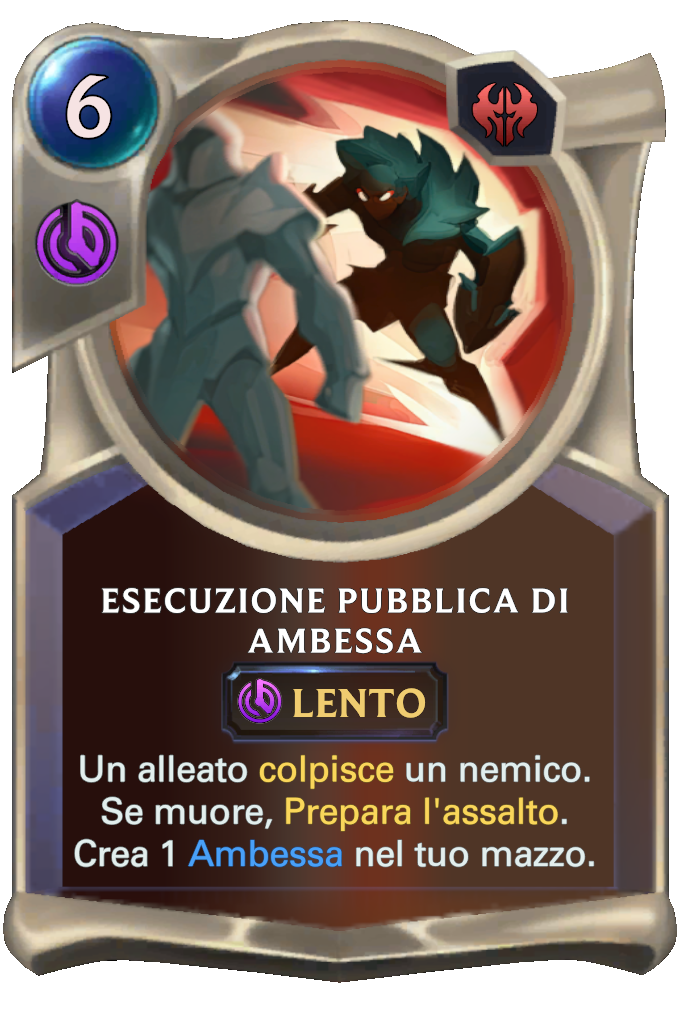 6
ESECUZIONE PUBBLICA DI
AMBESSA
LENTO
Un alleato colpisce un nemico.
Se muore, Prepara l'assalto.
Crea 1 Ambessa nel tuo mazzo.